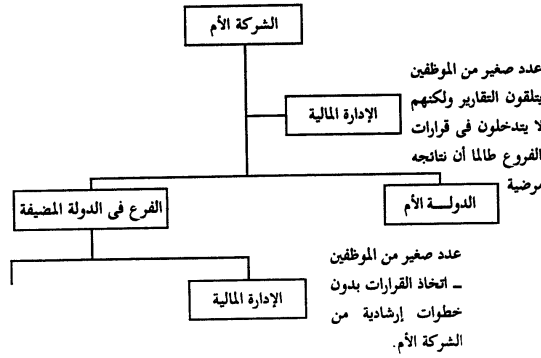 الشركة الأم
عدد صغير من الموظفين
يتلقون التقارير ولكنهم
لا يتدخلون فى قرارات
الفروع طالما أن نتائجه
مرضية
الإدارة المالية
الدولـــة الأم
الفرع فى الدولة المضيفة
عدد صغير من الموظفين
ــ اتخاذ القرارات بدون
خطوات إرشادية من
الشركة الأم.
الإدارة المالية